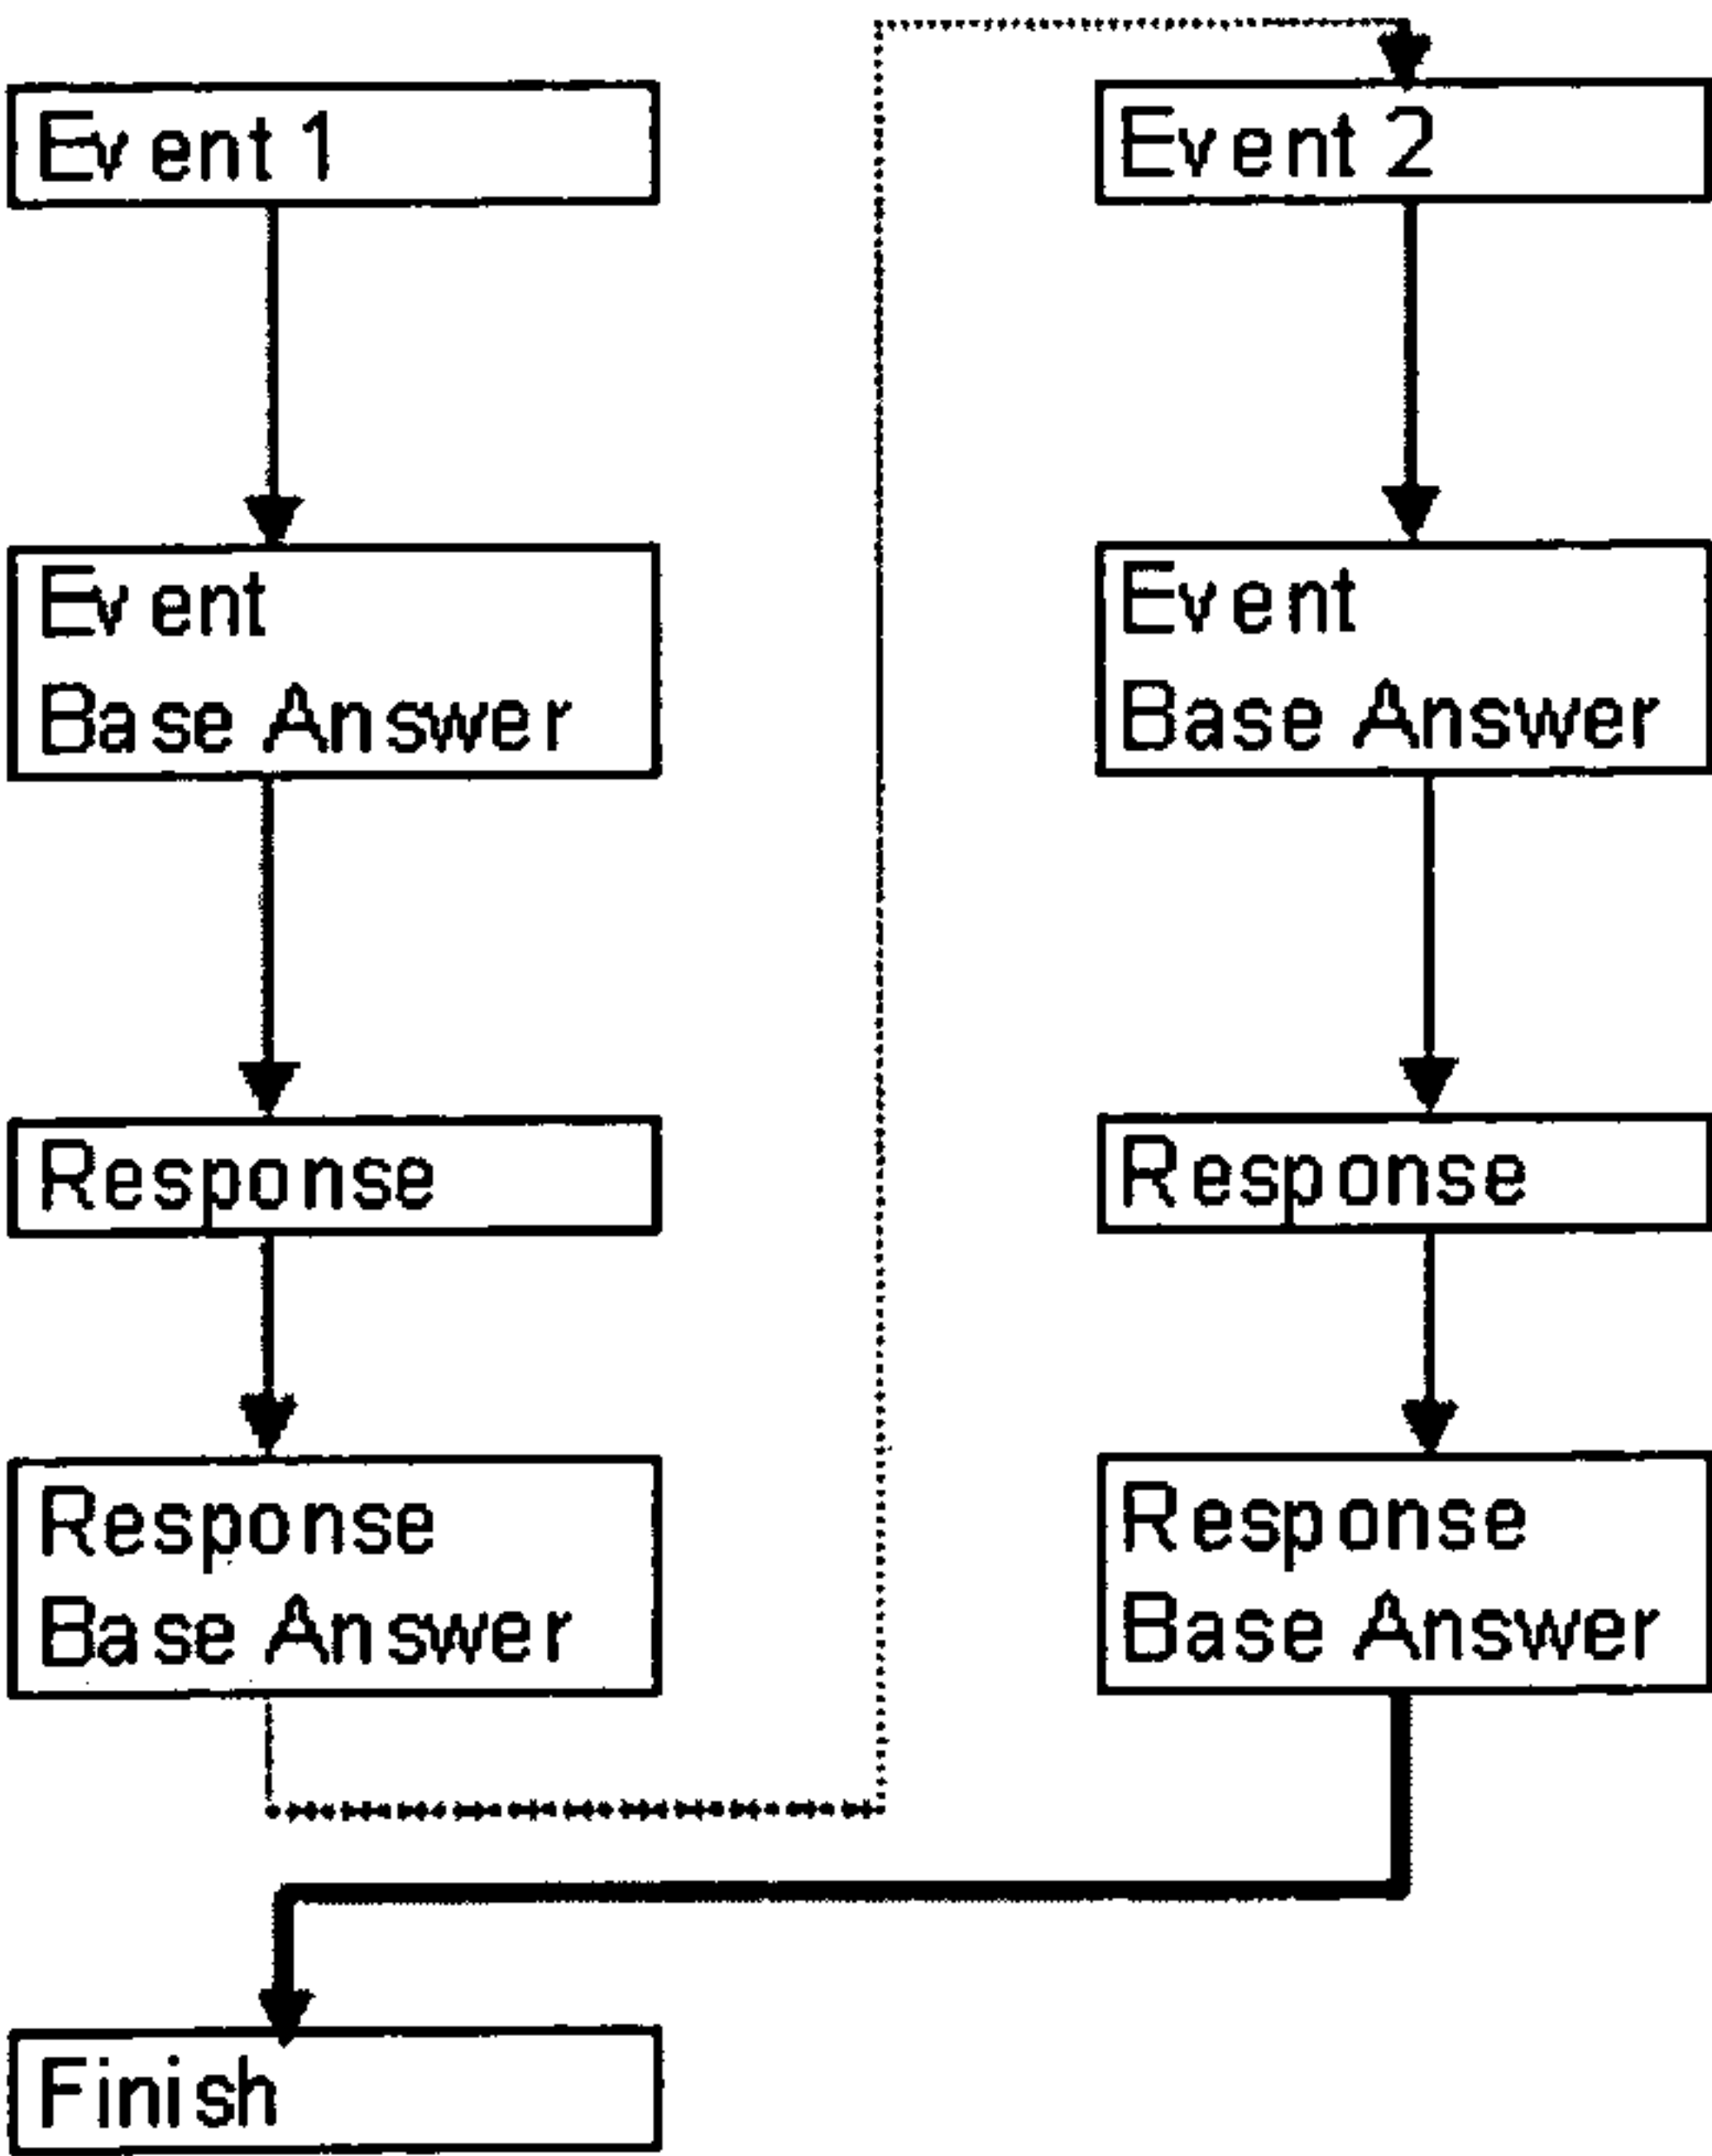 Event 1
Event
Base Answer
Response
Response
Base Answer
Event 2
Event
Base Answer
Response
Response
Base Answer
Finish